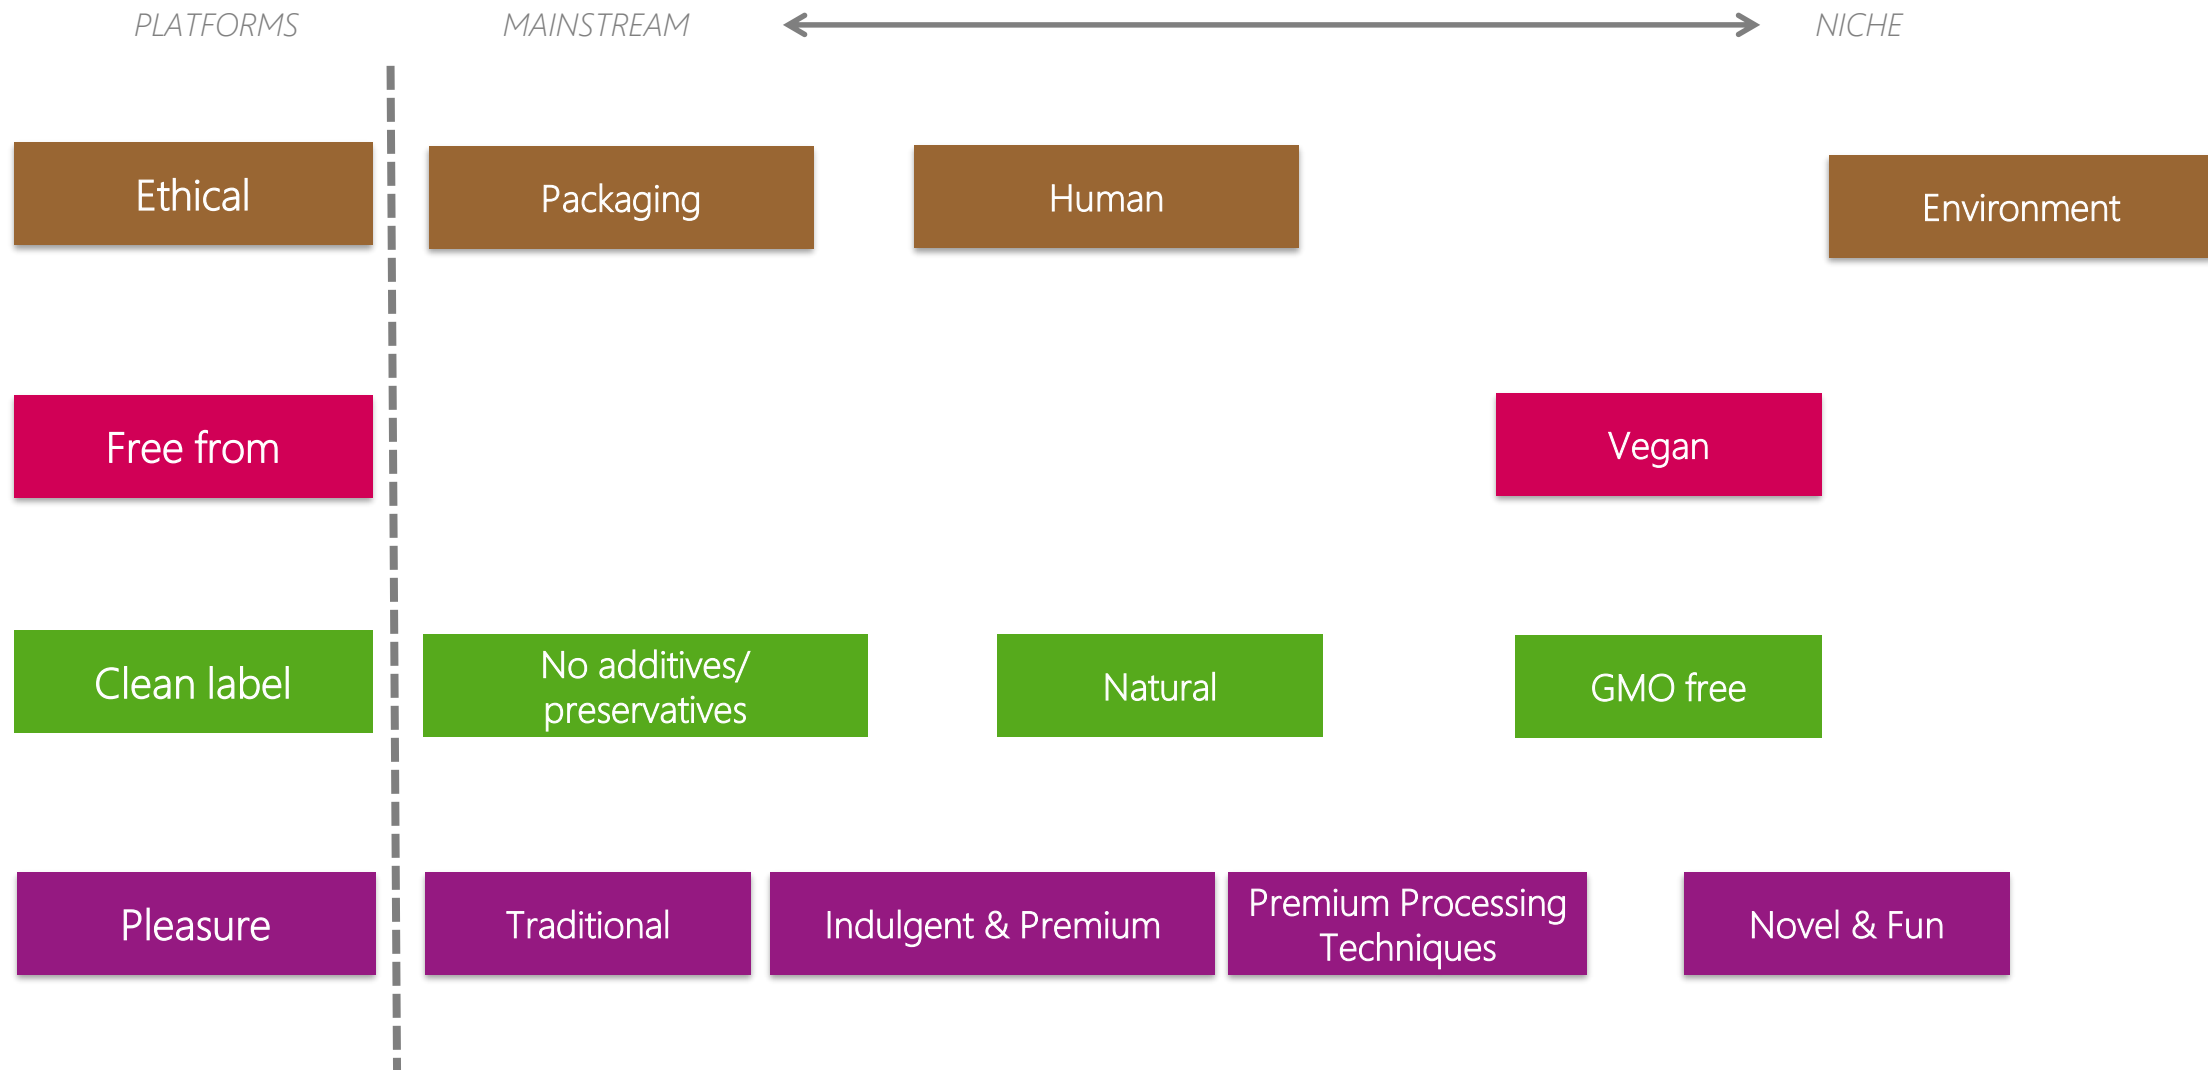 PLATFORMS
MAINSTREAM
NICHE
Ethical
Packaging
Human
Environment
Free from
Vegan
Clean label
No additives/
preservatives
Natural
GMO free
Pleasure
Traditional
Indulgent & Premium
Premium Processing
Techniques
Novel & Fun